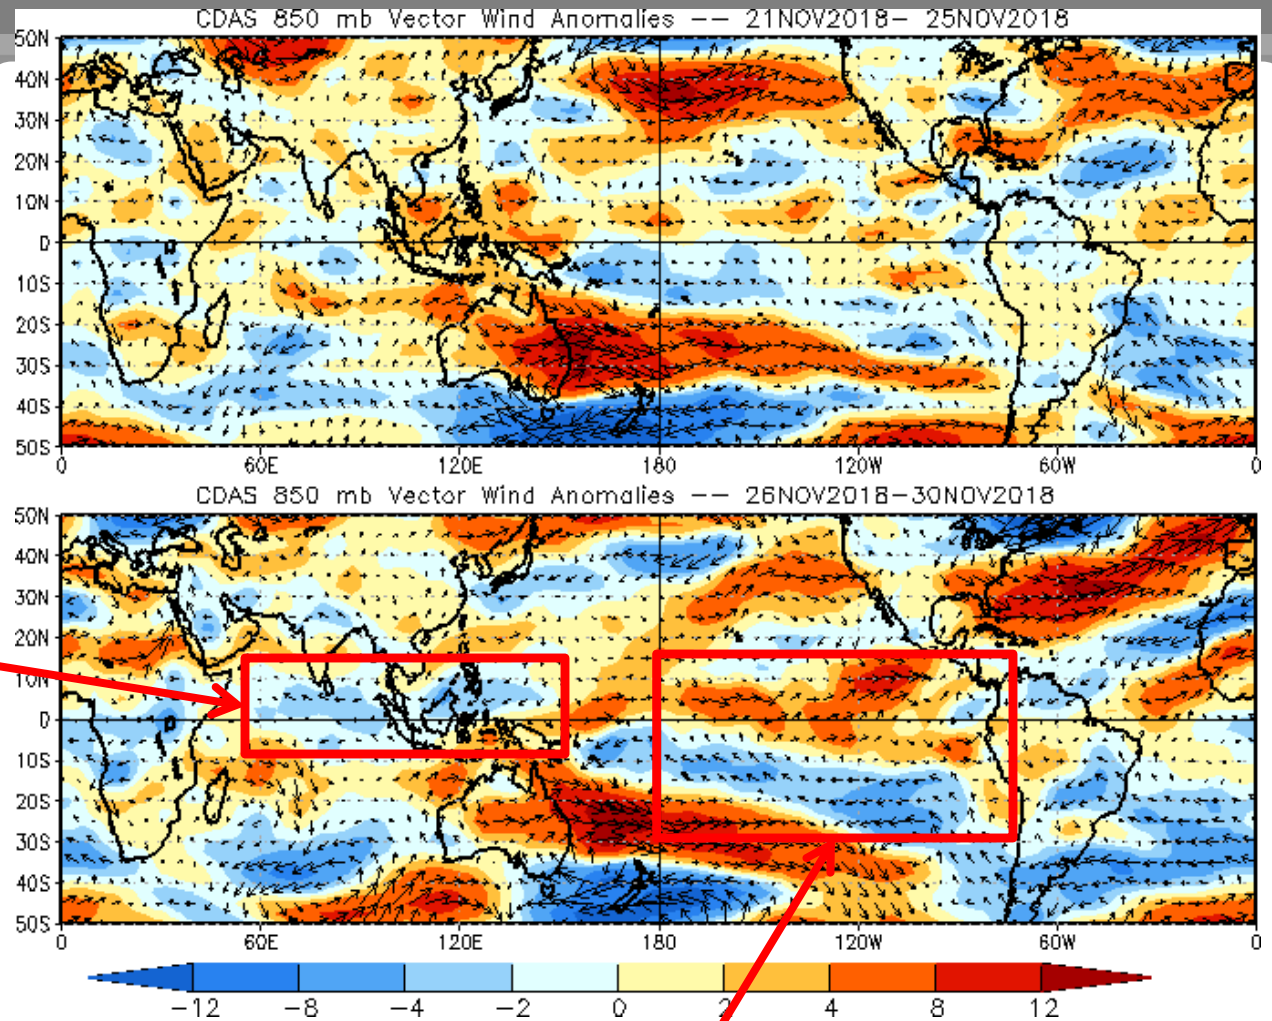 CDAS 850 mb Vector Wind Anomalies -- 21NOV2018- 25NOV2018
50N
40N
30N
20N
10N
0
10S
20S
30S
40S
50S
0 60E 120E 180 120W 60W 0
CDAS 850 mb Vector Wind Anomalies -- 26NOV2018-30NOV2018
50N
40N
30N
20N
10N
0
10S
20S
30S
40S
50S
0 60E 120E 180 120W 60W 0
-12 -8 -4 -2 0 2 4 8 12